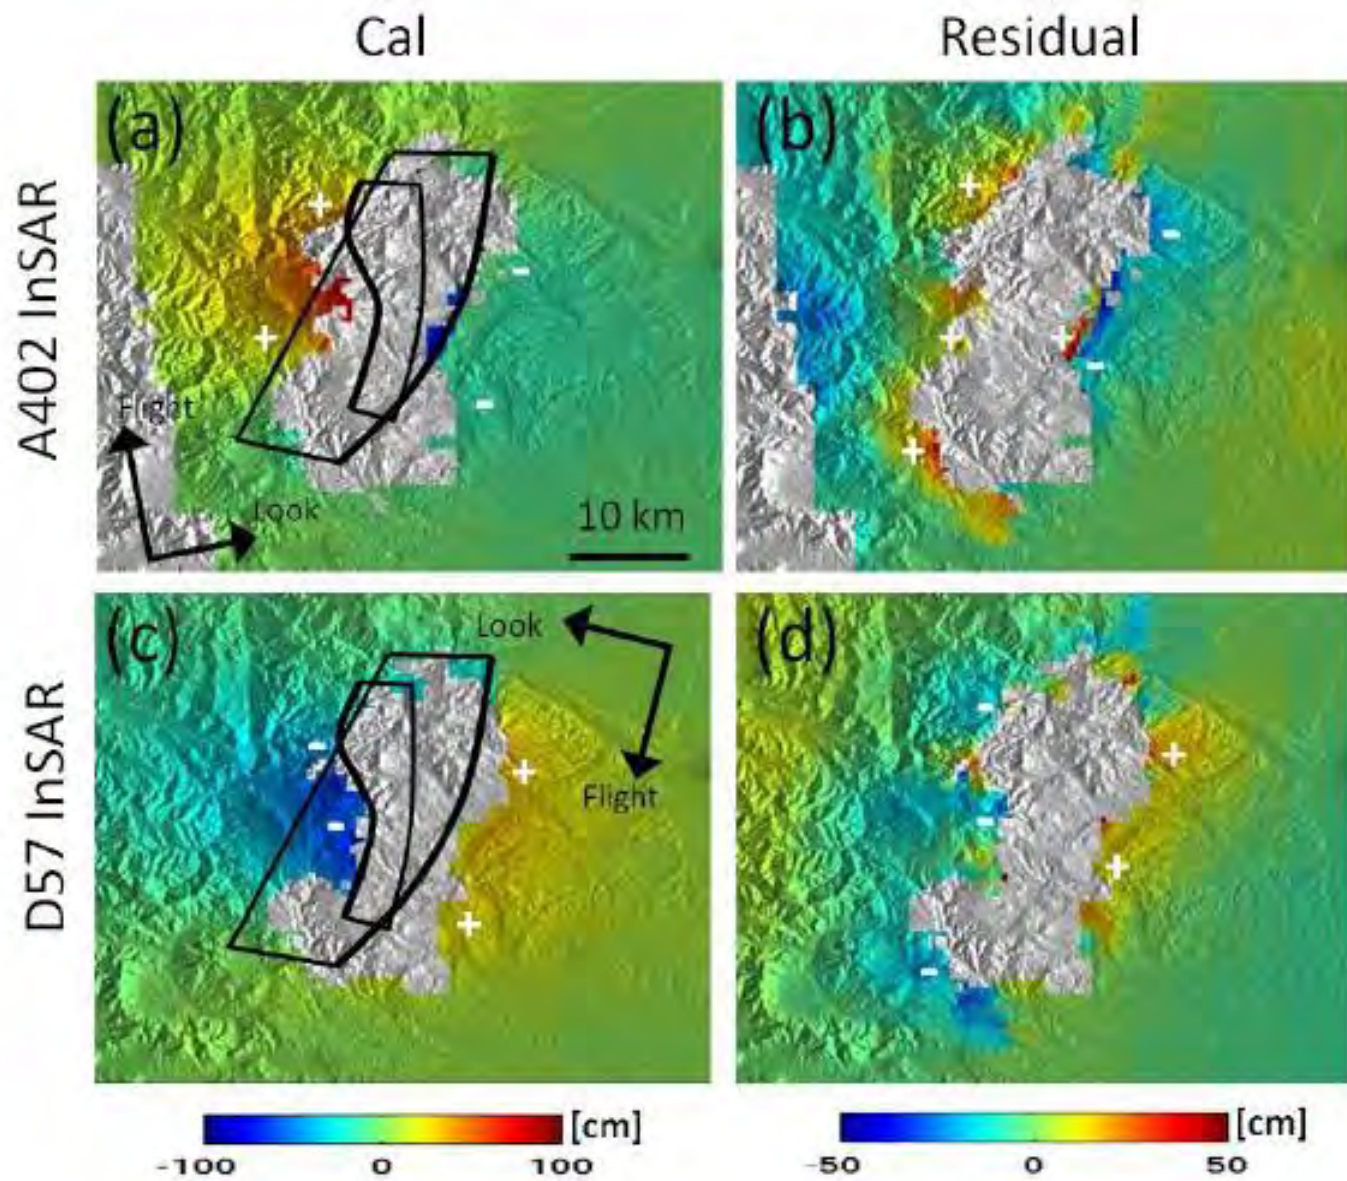 Cal
Residual
A402 InSAR
(a)
+
+
-
-
Flight
Look
10 km
(b)
+
-
+
+
-
+
D57 InSAR
(c)
Look
Flight
-
-
+
+
(d)
-
+
-
+
-
[cm]
-100 0 100
[cm]
-50 0 50